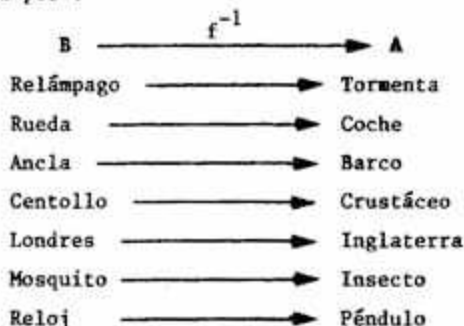 f⁻¹
B A
Relámpago Tormenta
Rueda Coche
Ancla Barco
Centollo Crustáceo
Londres Inglaterra
Mosquito Insecto
Reloj Péndulo